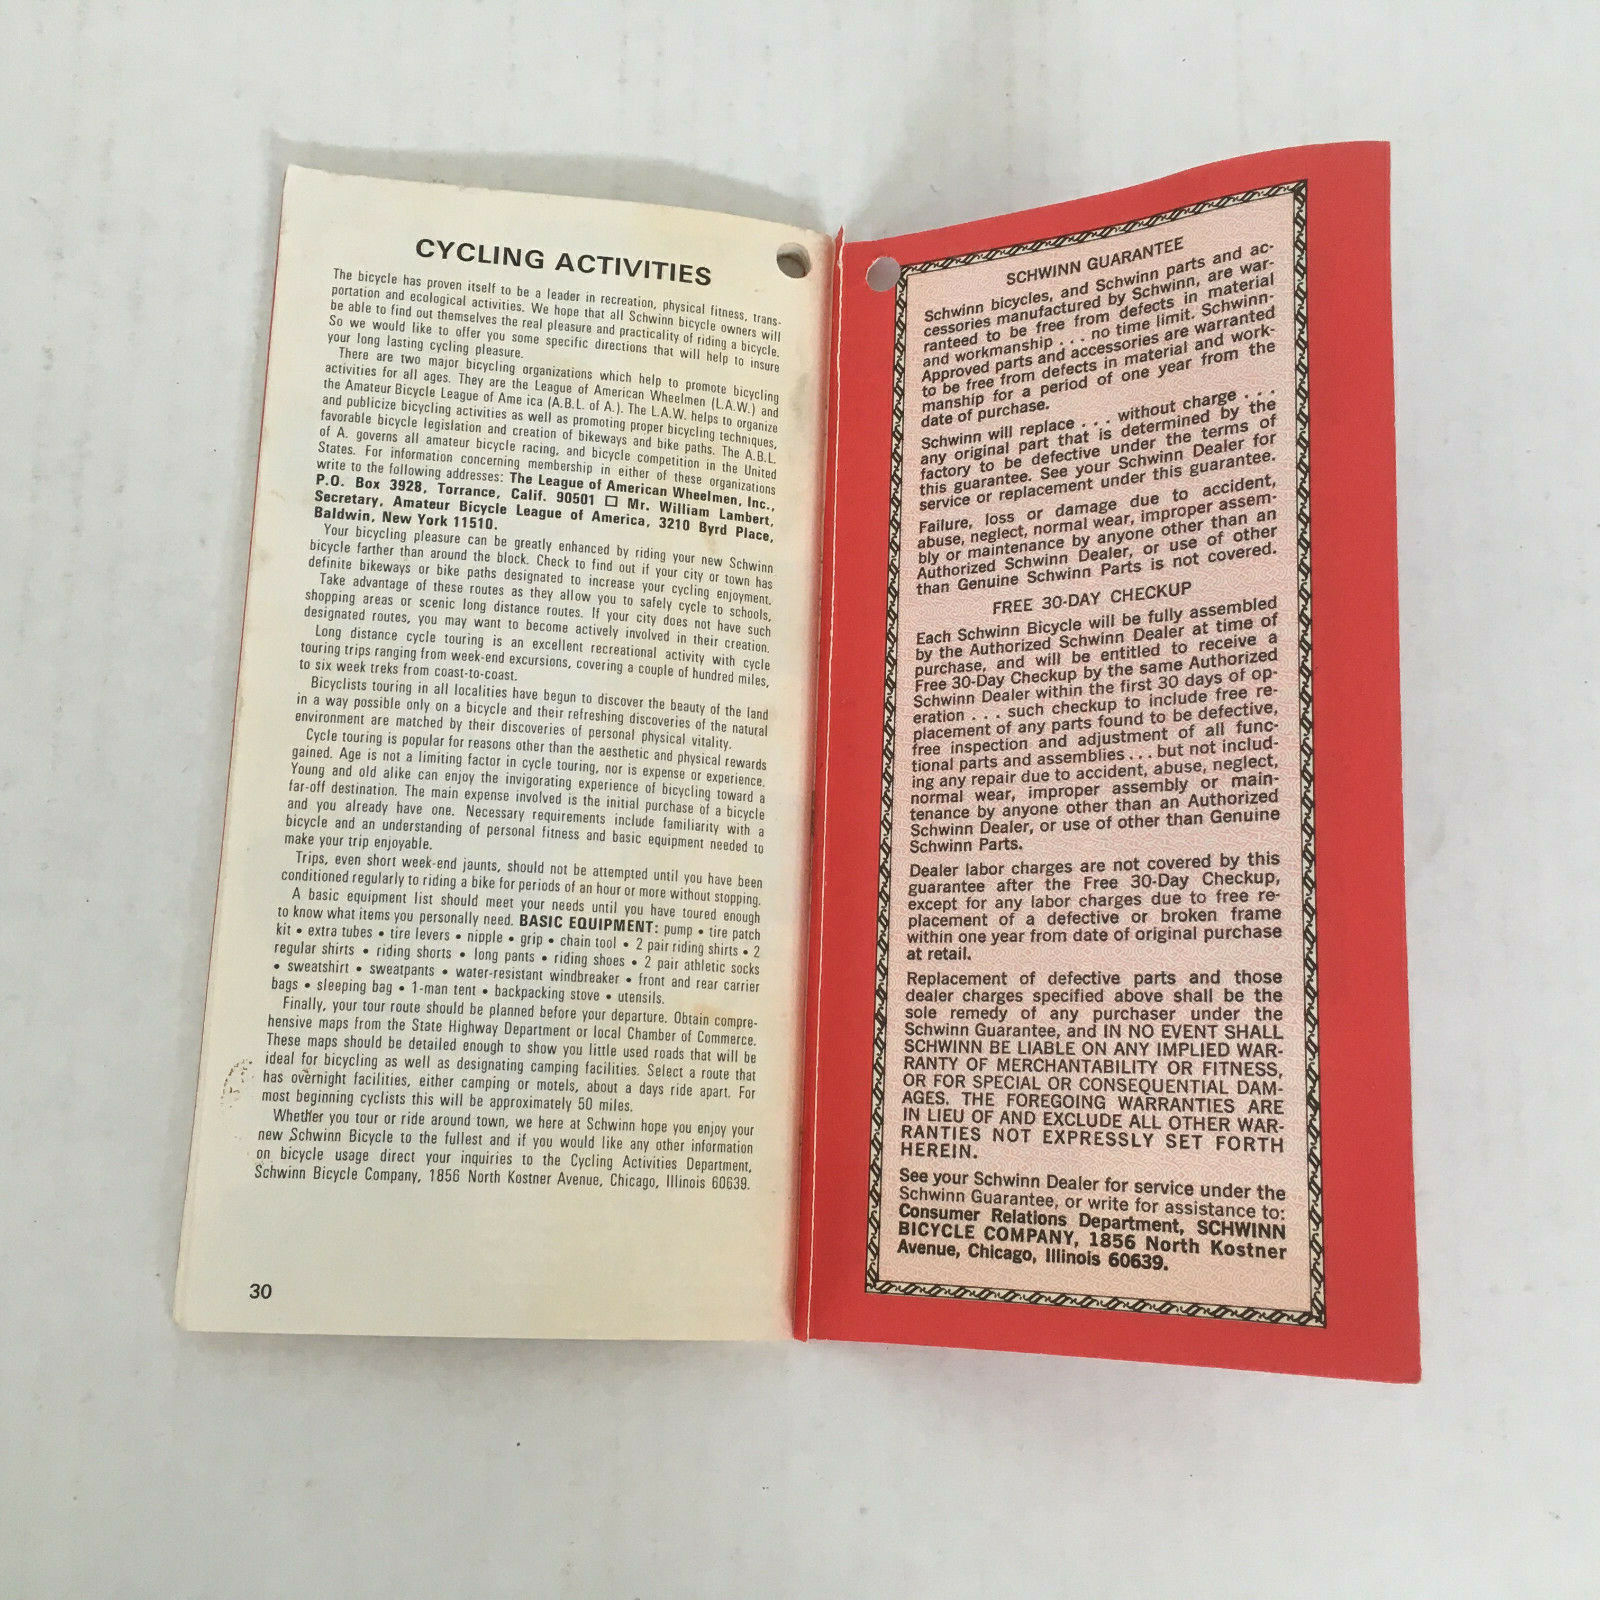 CYCLING ACTIVITIES
The bicycle has proven itself to be a leader in recreation, physical fitness, trans-
portation and ecological activities. We hope that all Schwinn bicycle owners will
be able to find out themselves the real pleasure and practicality of riding a bicycle.
So we would like to offer you some specific directions that will help to insure
your long lasting cycling pleasure.
There are two major bicycling organizations which help to promote bicycling
activities for all ages. They are the League of American Wheelmen (L.A.W.) and
the Amateur Bicycle League of Ame ica (A.B.L. of A.). The L.A.W. helps to organize
and publicize bicycling activities as well as promoting proper bicycling techniques,
favorable bicycle legislation and creation of bikeways and bike paths. The A.B.L.
of A. governs all amateur bicycle racing, and bicycle competition in the United
States. For information concerning membership in either of these organizations
write to the following addresses: The League of American Wheelmen, Inc.,
P.O. Box 3928, Torrance, Calif. 90501 □ Mr. William Lambert,
Secretary, Amateur Bicycle League of America, 3210 Byrd Place,
Baldwin, New York 11510.
Your bicycling pleasure can be greatly enhanced by riding your new Schwinn
bicycle farther than around the block. Check to find out if your city or town has
definite bikeways or bike paths designated to increase your cycling enjoyment.
Take advantage of these routes as they allow you to safely cycle to schools,
shopping areas or scenic long distance routes. If your city does not have such
designated routes, you may want to become actively involved in their creation.
Long distance cycle touring is an excellent recreational activity with cycle
touring trips ranging from week-end excursions, covering a couple of hundred miles,
to six week treks from coast-to-coast.
Bicyclists touring in all localities have begun to discover the beauty of the land
in a way possible only on a bicycle and their refreshing discoveries of the natural
environment are matched by their discoveries of personal physical vitality.
Cycle touring is popular for reasons other than the aesthetic and physical rewards
gained. Age is not a limiting factor in cycle touring, nor is expense or experience.
Young and old alike can enjoy the invigorating experience of bicycling toward a
far-off destination. The main expense involved is the initial purchase of a bicycle
and you already have one. Necessary requirements include familiarity with a
bicycle and an understanding of personal fitness and basic equipment needed to
make your trip enjoyable.
Trips, even short week-end jaunts, should not be attempted until you have been
conditioned regularly to riding a bike for periods of an hour or more without stopping.
A basic equipment list should meet your needs until you have toured enough
to know what items you personally need. BASIC EQUIPMENT: pump • tire patch
kit • extra tubes • tire levers • nipple • grip • chain tool • 2 pair riding shirts • 2
regular shirts • riding shorts • long pants • riding shoes • 2 pair athletic socks
• sweatshirt • sweatpants • water-resistant windbreaker • front and rear carrier
bags • sleeping bag • 1-man tent • backpacking stove • utensils.
Finally, your tour route should be planned before your departure. Obtain compre-
hensive maps from the State Highway Department or local Chamber of Commerce.
These maps should be detailed enough to show you little used roads that will be
ideal for bicycling as well as designating camping facilities. Select a route that
has overnight facilities, either camping or motels, about a days ride apart. For
most beginning cyclists this will be approximately 50 miles.
Whether you tour or ride around town, we here at Schwinn hope you enjoy your
new Schwinn Bicycle to the fullest and if you would like any other information
on bicycle usage direct your inquiries to the Cycling Activities Department,
Schwinn Bicycle Company, 1856 North Kostner Avenue, Chicago, Illinois 60639.
30
SCHWINN GUARANTEE
Schwinn bicycles, and Schwinn parts and ac-
cessories manufactured by Schwinn, are war-
ranteed to be free from defects in material
and workmanship . . . no time limit. Schwinn-
Approved parts and accessories are warranted
to be free from defects in material and work-
manship for a period of one year from the
date of purchase.
Schwinn will replace . . . without charge . . .
any original part that is determined by the
factory to be defective under the terms of
this guarantee. See your Schwinn Dealer for
service or replacement under this guarantee.
Failure, loss or damage due to accident,
abuse, neglect, normal wear, improper assem-
bly or maintenance by anyone other than an
Authorized Schwinn Dealer, or use of other
than Genuine Schwinn Parts is not covered.
FREE 30-DAY CHECKUP
Each Schwinn Bicycle will be fully assembled
by the Authorized Schwinn Dealer at time of
purchase, and will be entitled to receive a
Free 30-Day Checkup by the same Authorized
Schwinn Dealer within the first 30 days of op-
eration . . . such checkup to include free re-
placement of any parts found to be defective,
free inspection and adjustment of all func-
tional parts and assemblies . . . but not includ-
ing any repair due to accident, abuse, neglect,
normal wear, improper assembly or main-
tenance by anyone other than an Authorized
Schwinn Dealer, or use of other than Genuine
Schwinn Parts.
Dealer labor charges are not covered by this
guarantee after the Free 30-Day Checkup,
except for any labor charges due to free re-
placement of a defective or broken frame
within one year from date of original purchase
at retail.
Replacement of defective parts and those
dealer charges specified above shall be the
sole remedy of any purchaser under the
Schwinn Guarantee, and IN NO EVENT SHALL
SCHWINN BE LIABLE ON ANY IMPLIED WAR-
RANTY OF MERCHANTABILITY OR FITNESS,
OR FOR SPECIAL OR CONSEQUENTIAL DAM-
AGES. THE FOREGOING WARRANTIES ARE
IN LIEU OF AND EXCLUDE ALL OTHER WAR-
RANTIES NOT EXPRESSLY SET FORTH
HEREIN.
See your Schwinn Dealer for service under the
Schwinn Guarantee, or write for assistance to:
Consumer Relations Department, SCHWINN
BICYCLE COMPANY, 1856 North Kostner
Avenue, Chicago, Illinois 60639.